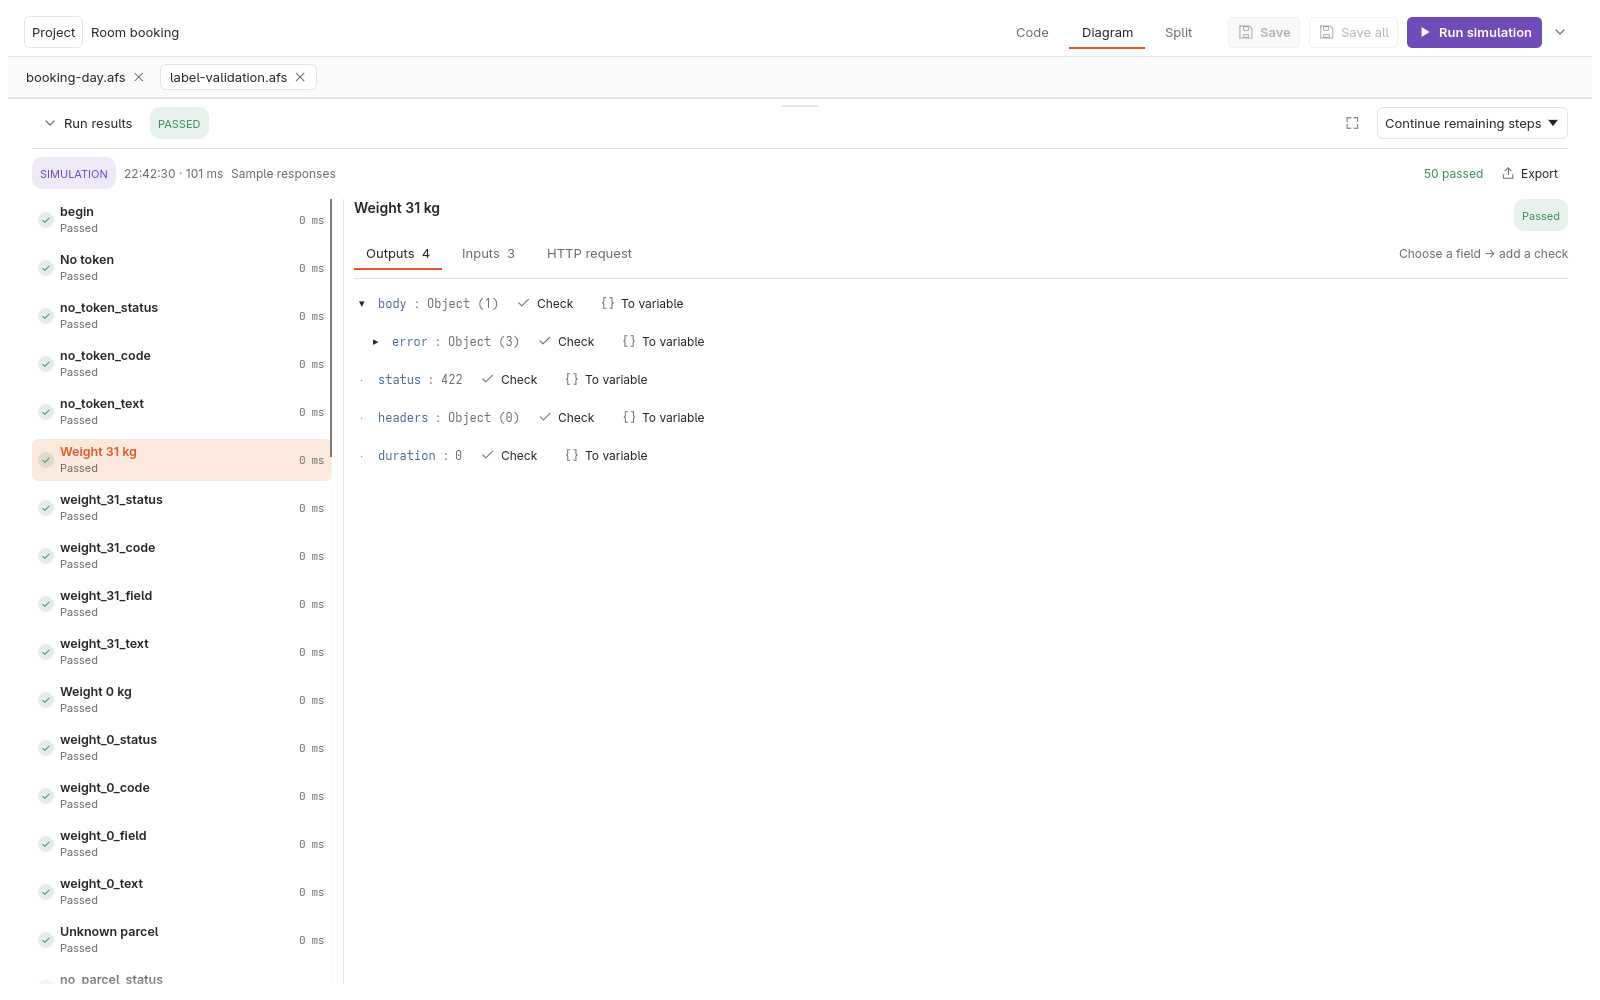 Project Room booking Code Diagram Split Save Save all Run simulation
booking-day.afs label-validation.afs
Run results PASSED Continue remaining steps
SIMULATION 22:42:30 · 101 ms Sample responses 50 passed Export
begin
Passed
0 ms
No token
Passed
0 ms
no_token_status
Passed
0 ms
no_token_code
Passed
0 ms
no_token_text
Passed
0 ms
Weight 31 kg
Passed
0 ms
weight_31_status
Passed
0 ms
weight_31_code
Passed
0 ms
weight_31_field
Passed
0 ms
weight_31_text
Passed
0 ms
Weight 0 kg
Passed
0 ms
weight_0_status
Passed
0 ms
weight_0_code
Passed
0 ms
weight_0_field
Passed
0 ms
weight_0_text
Passed
0 ms
Unknown parcel
Passed
0 ms
no_parcel_status
Weight 31 kg Passed
Outputs 4 Inputs 3 HTTP request Choose a field → add a check
body : Object (1) Check {} To variable
error : Object (3) Check {} To variable
status : 422 Check {} To variable
headers : Object (0) Check {} To variable
duration : 0 Check {} To variable